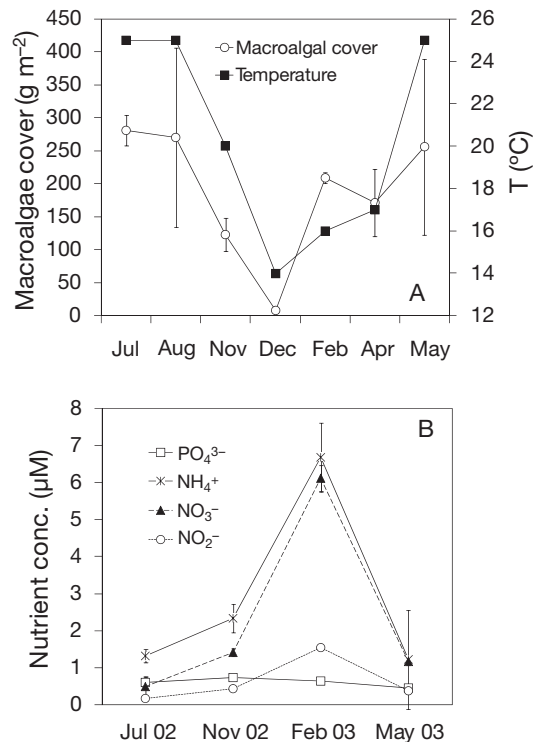 450
400
350
300
250
200
150
100
50
0
Macroalgae cover (g m⁻²)
Macroalgal cover
Temperature
26
24
22
20
18
16
14
12
T (°C)
A
Jul Aug Nov Dec Feb Apr May
8
7
6
5
4
3
2
1
0
Nutrient conc. (µM)
B
PO₄³⁻
NH₄⁺
NO₃⁻
NO₂⁻
Jul 02 Nov 02 Feb 03 May 03